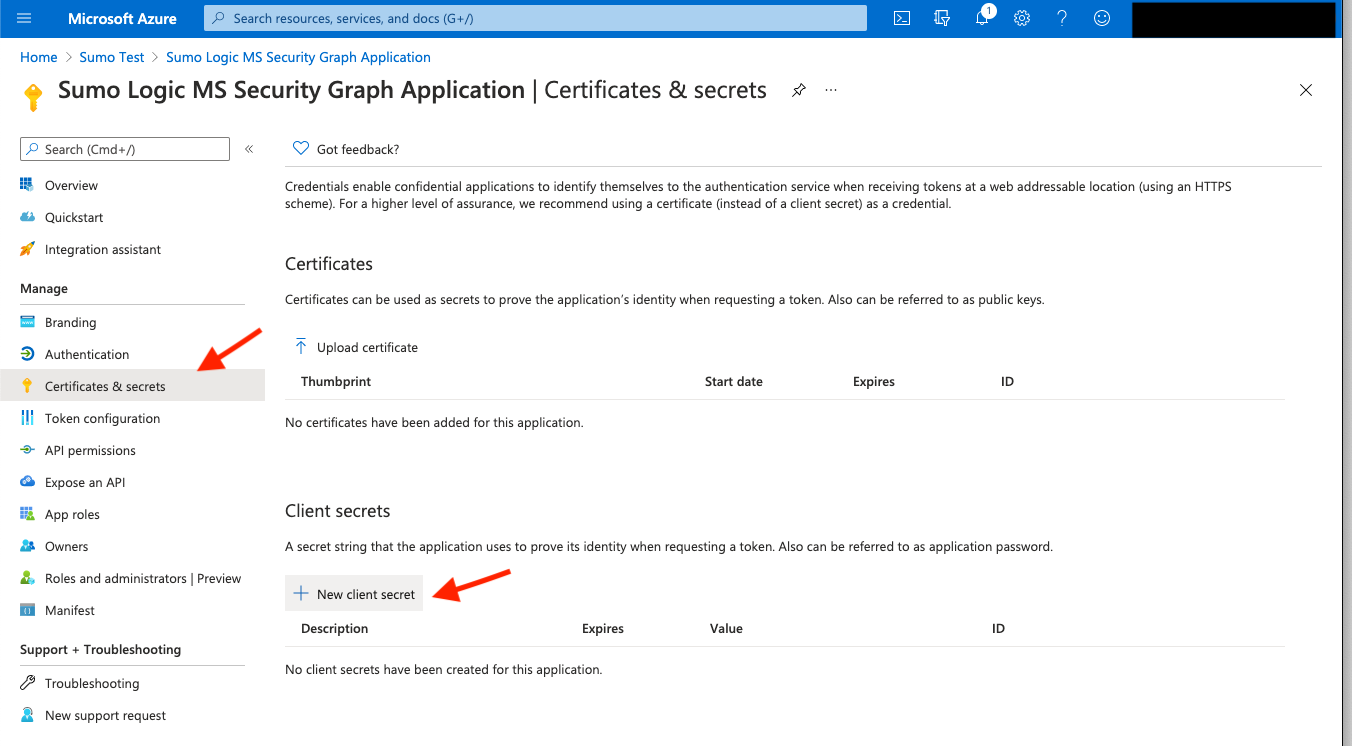 Microsoft Azure
Search resources, services, and docs (G+/)
1
Home > Sumo Test > Sumo Logic MS Security Graph Application
Sumo Logic MS Security Graph Application | Certificates & secrets
Search (Cmd+/)
Overview
Quickstart
Integration assistant
Manage
Branding
Authentication
Certificates & secrets
Token configuration
API permissions
Expose an API
App roles
Owners
Roles and administrators | Preview
Manifest
Support + Troubleshooting
Troubleshooting
New support request
Got feedback?
Credentials enable confidential applications to identify themselves to the authentication service when receiving tokens at a web addressable location (using an HTTPS
scheme). For a higher level of assurance, we recommend using a certificate (instead of a client secret) as a credential.
Certificates
Certificates can be used as secrets to prove the application's identity when requesting a token. Also can be referred to as public keys.
Upload certificate
Thumbprint Start date Expires ID
No certificates have been added for this application.
Client secrets
A secret string that the application uses to prove its identity when requesting a token. Also can be referred to as application password.
New client secret
Description Expires Value ID
No client secrets have been created for this application.